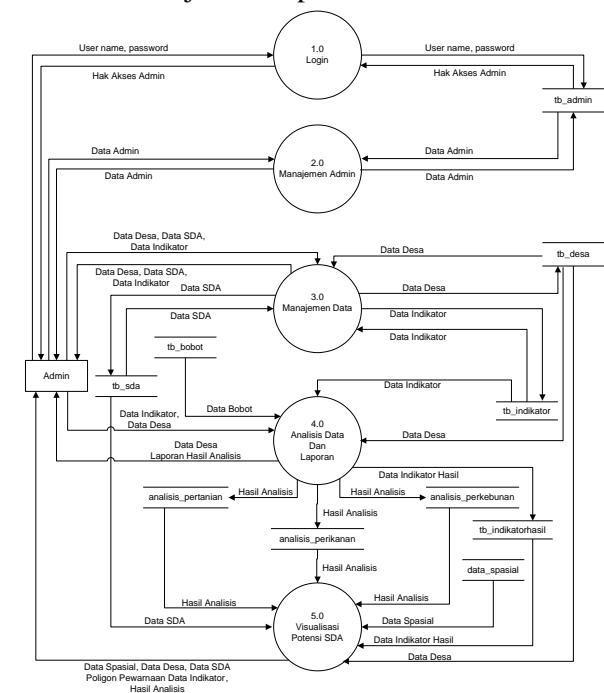 User name, password
1.0
Login
User name, password
Hak Akses Admin
Hak Akses Admin
tb_admin
Data Admin
2.0
Manajemen Admin
Data Admin
Data Admin
Data Admin
Data Desa, Data SDA,
Data Indikator
Data Desa
tb_desa
Data Desa, Data SDA,
Data Indikator
Data SDA
3.0
Manajemen Data
Data Desa
Data SDA
Data Indikator
Data Indikator
tb_bobot
Admin
tb_sda
Data Indikator
tb_indikator
Data Indikator,
Data Desa
Data Bobot
4.0
Analisis Data
Dan
Laporan
Data Desa
Data Desa
Laporan Hasil Analisis
Data Indikator Hasil
analisis_pertanian
Hasil Analisis
Hasil Analisis
analisis_perkebunan
Hasil Analisis
tb_indikatorhasil
analisis_perikanan
Hasil Analisis
data_spasial
Hasil Analisis
Hasil Analisis
Data SDA
5.0
Visualisasi
Potensi SDA
Data Spasial
Data Indikator Hasil
Data Desa
Data Spasial, Data Desa, Data SDA
Poligon Pewarnaan Data Indikator,
Hasil Analisis